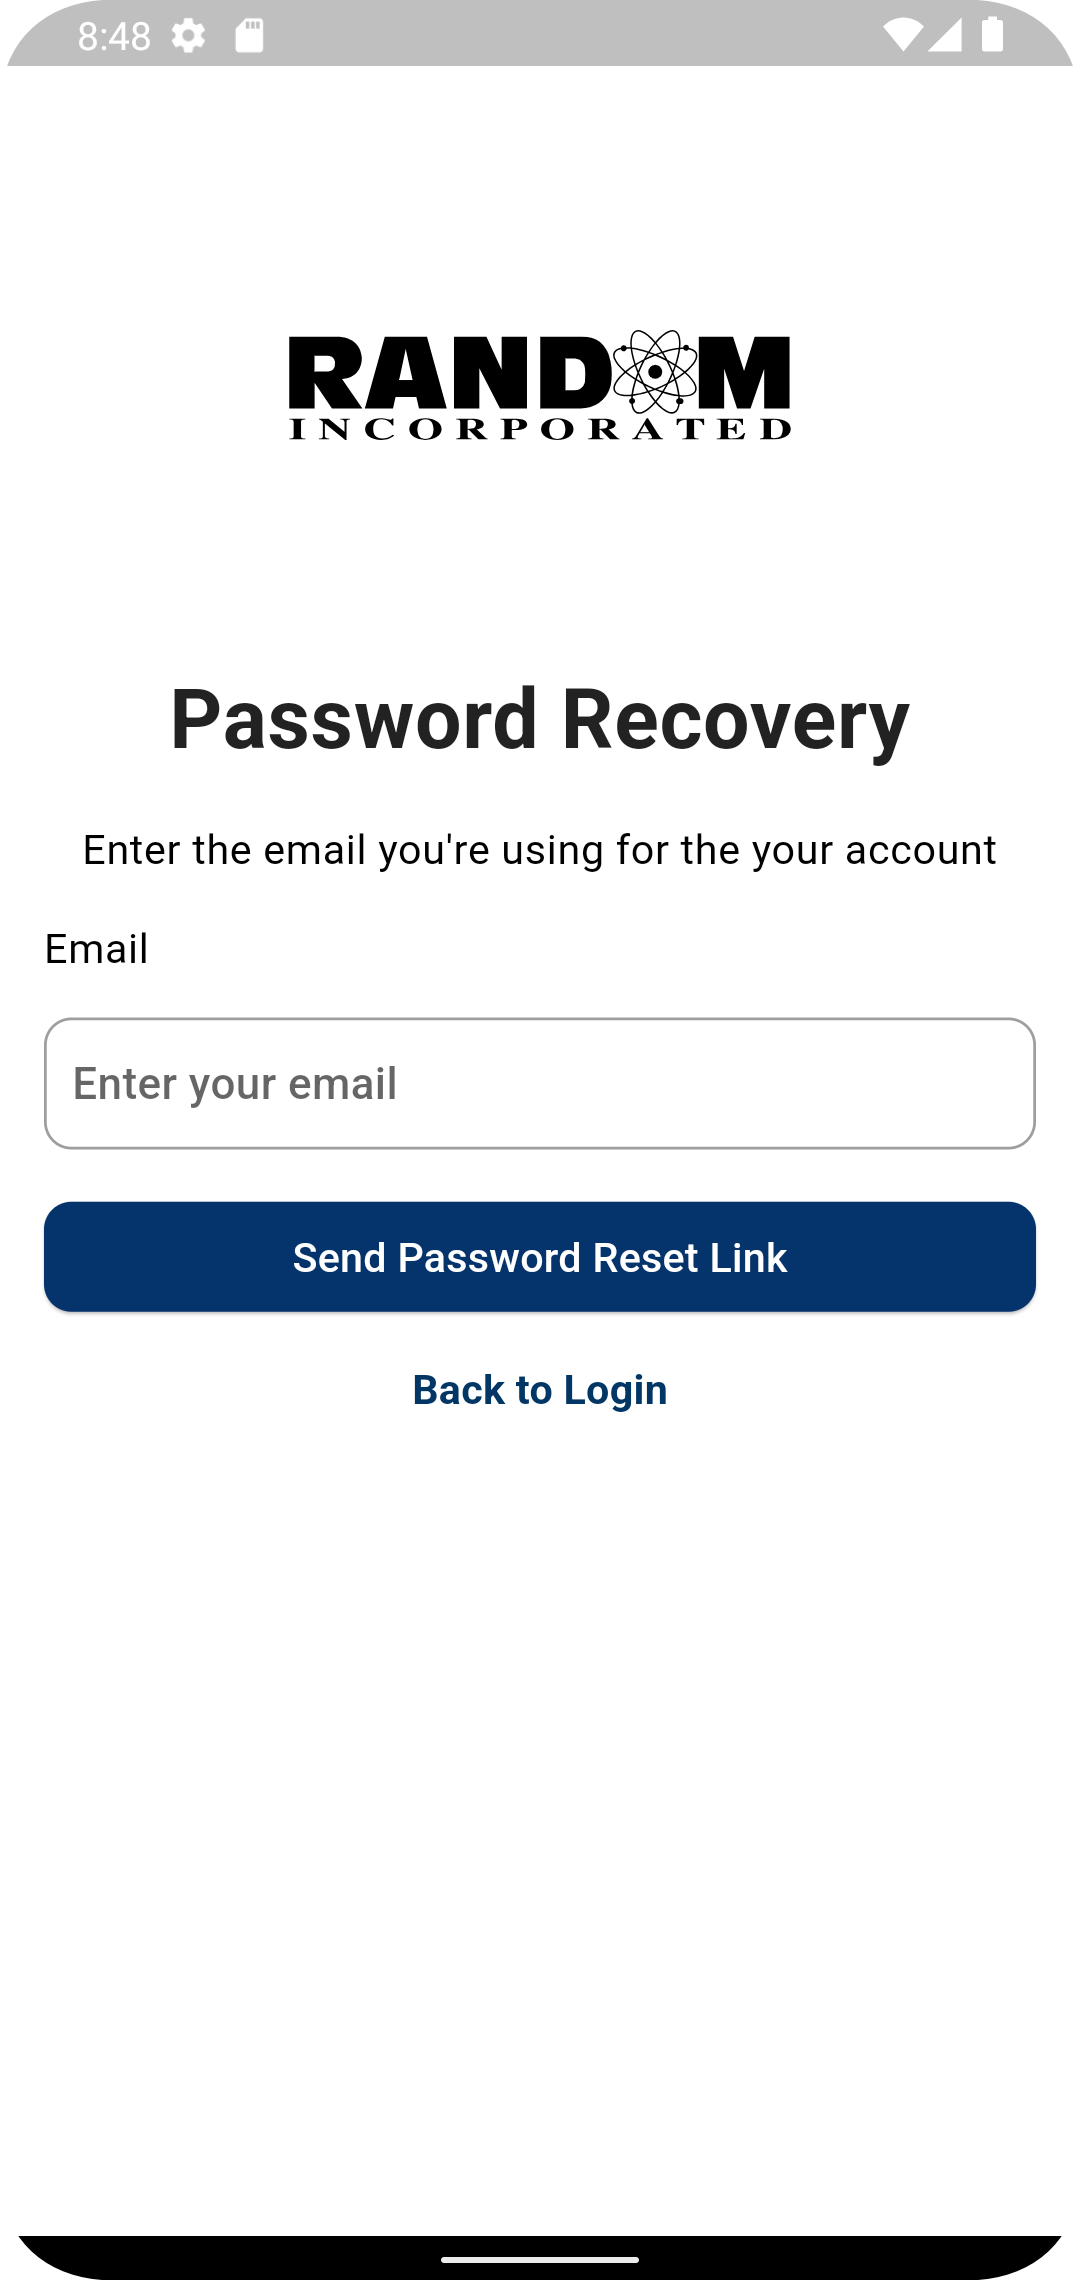 8:48
RANDOM
INCORPORATED
Password Recovery
Enter the email you're using for the your account
Email
Enter your email
Send Password Reset Link
Back to Login